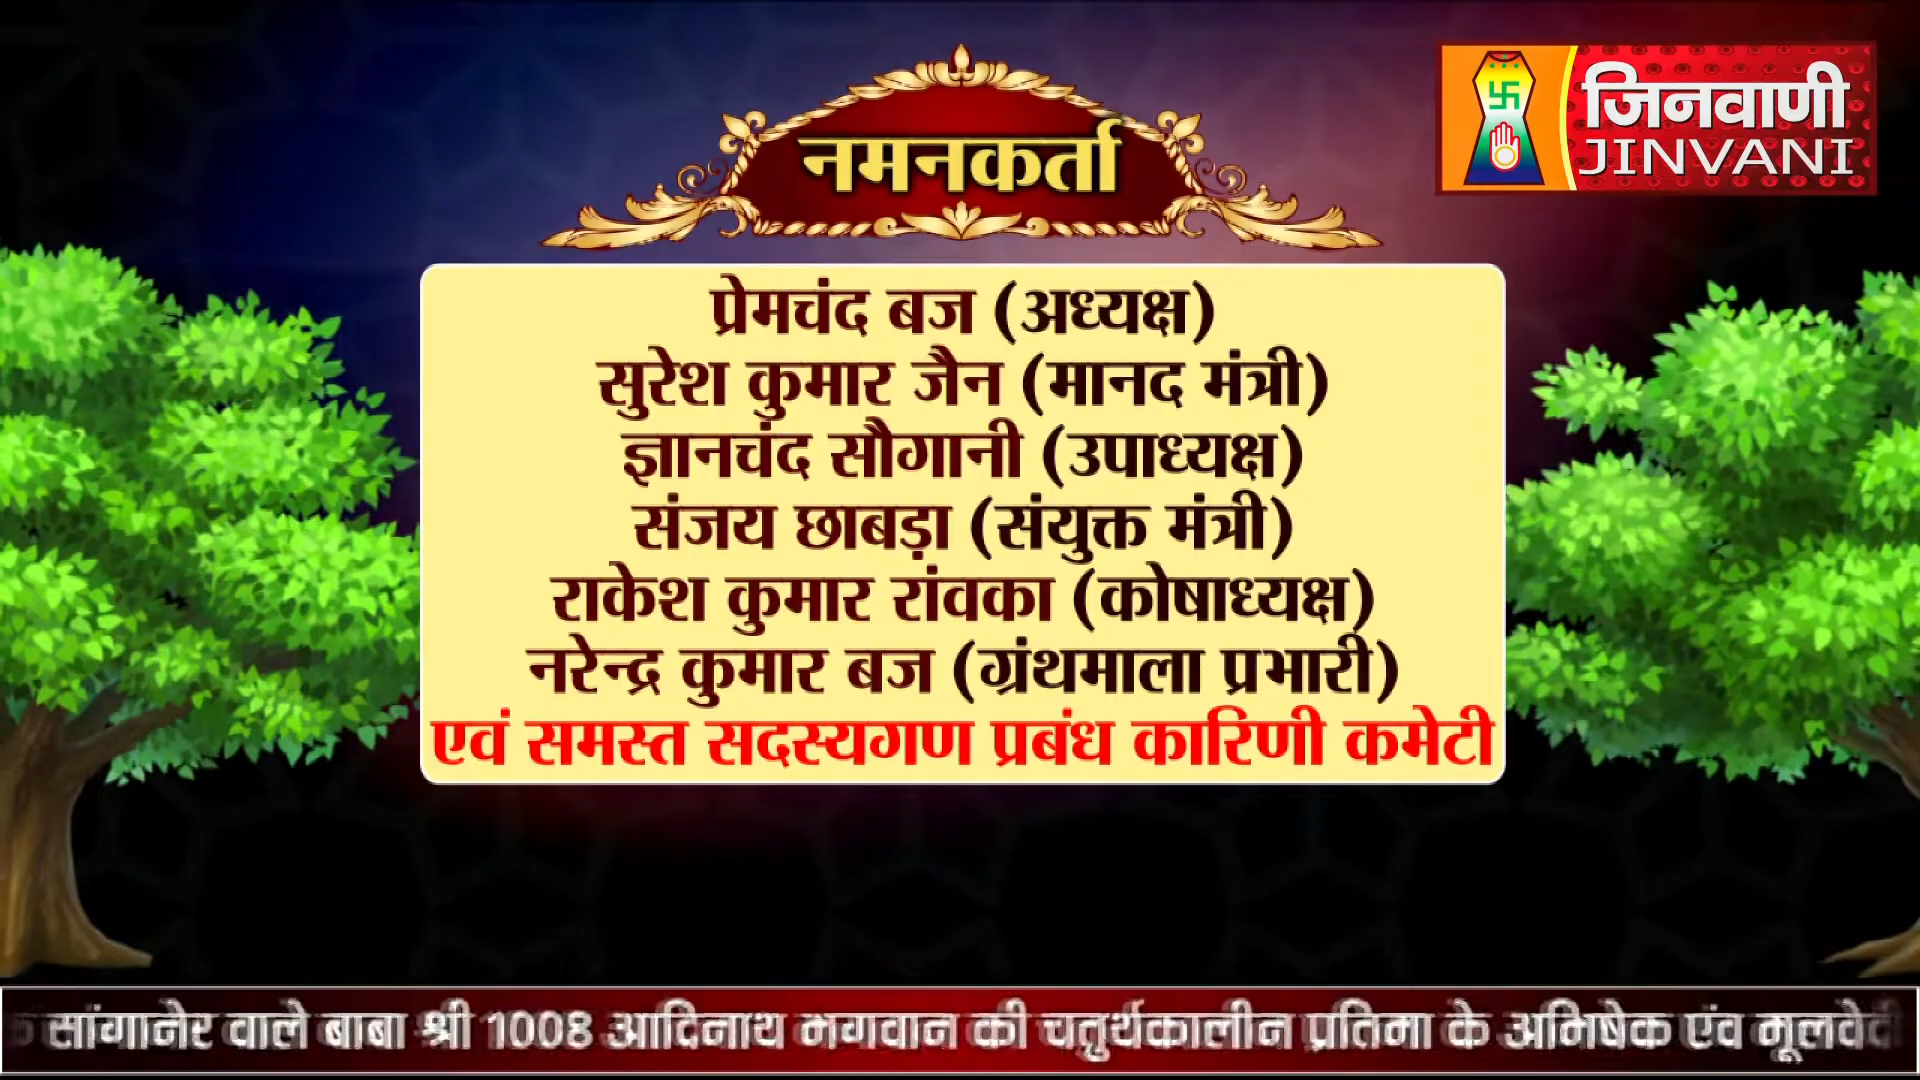 नमनकर्ता
जिनवाणी
JINVANI
प्रेमचंद बज (अध्यक्ष)
सुरेश कुमार जैन (मानद मंत्री)
ज्ञानचंद सौगानी (उपाध्यक्ष)
संजय छाबड़ा (संयुक्त मंत्री)
राकेश कुमार रांवका (कोषाध्यक्ष)
नरेन्द्र कुमार बज (ग्रंथमाला प्रभारी)
एवं समस्त सदस्यगण प्रबंध कारिणी कमेटी
सांगानेर वाले बाबा श्री 1008 आदिनाथ भगवान की चतुर्थकालीन प्रतिमा के अभिषेक एंव मूलवेदी